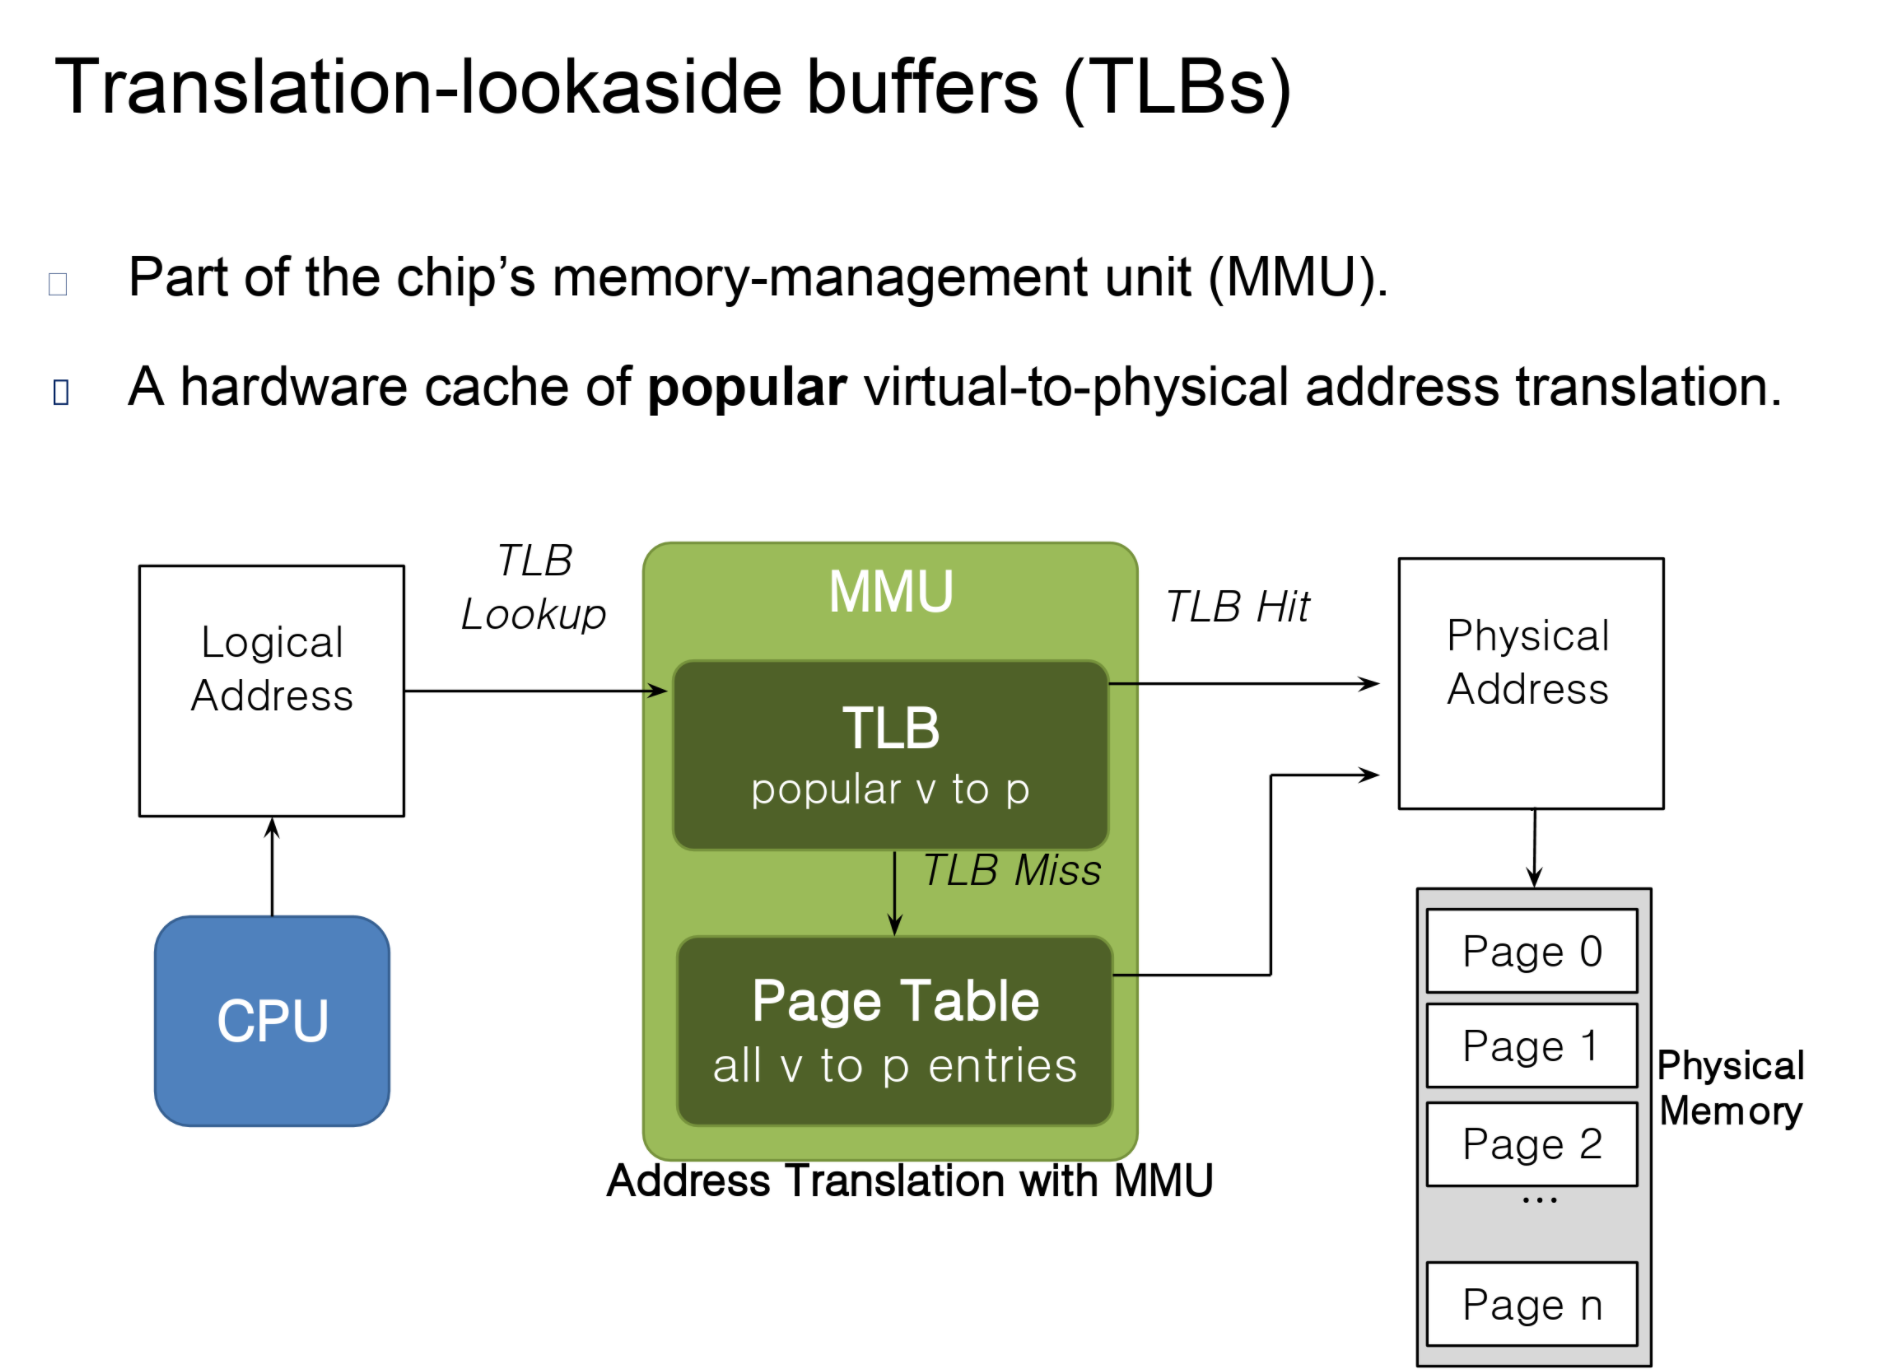 Translation-lookaside buffers (TLBs)
Part of the chip’s memory-management unit (MMU).
A hardware cache of popular virtual-to-physical address translation.
TLB
Lookup
MMU
TLB Hit
Logical
Address
Physical
Address
TLB
popular v to p
TLB Miss
CPU
Page Table
all v to p entries
Page 0
Page 1
Page 2
...
Page n
Physical
Memory
Address Translation with MMU